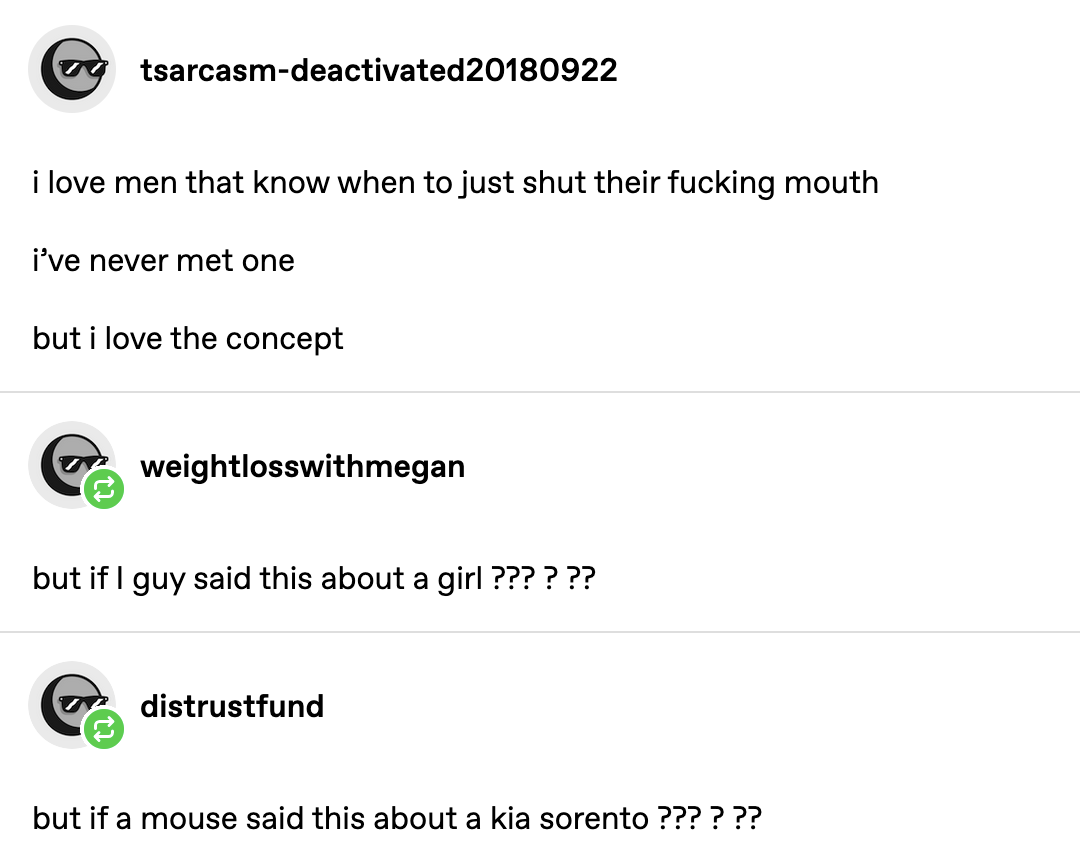 tsarcasm-deactivated20180922
i love men that know when to just shut their fucking mouth
i’ve never met one
but i love the concept
weightlosswithmegan
but if I guy said this about a girl ??? ? ??
distrustfund
but if a mouse said this about a kia sorento ??? ? ??